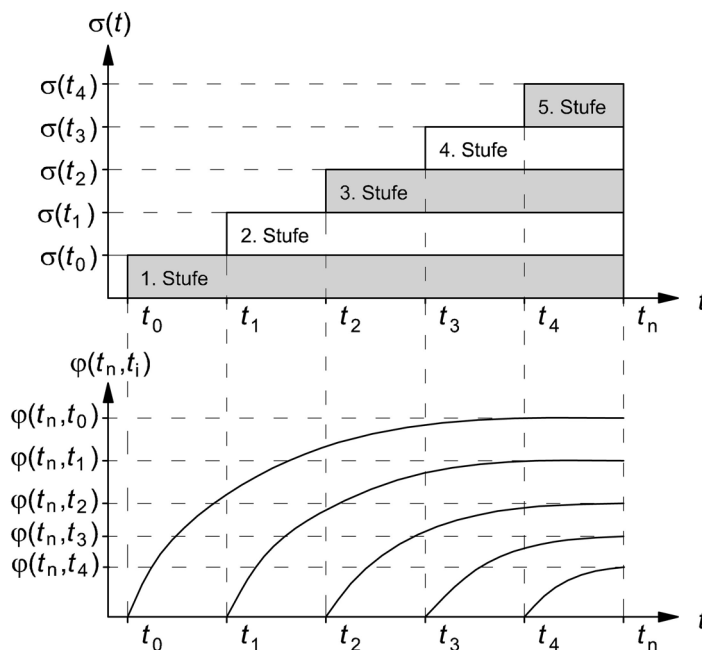 σ(t)
σ(t₄)
5. Stufe
σ(t₃)
4. Stufe
σ(t₂)
3. Stufe
σ(t₁)
2. Stufe
σ(t₀)
1. Stufe
t₀ t₁ t₂ t₃ t₄ tₙ t
φ(tₙ,tᵢ)
φ(tₙ,t₀)
φ(tₙ,t₁)
φ(tₙ,t₂)
φ(tₙ,t₃)
φ(tₙ,t₄)
t₀ t₁ t₂ t₃ t₄ tₙ t